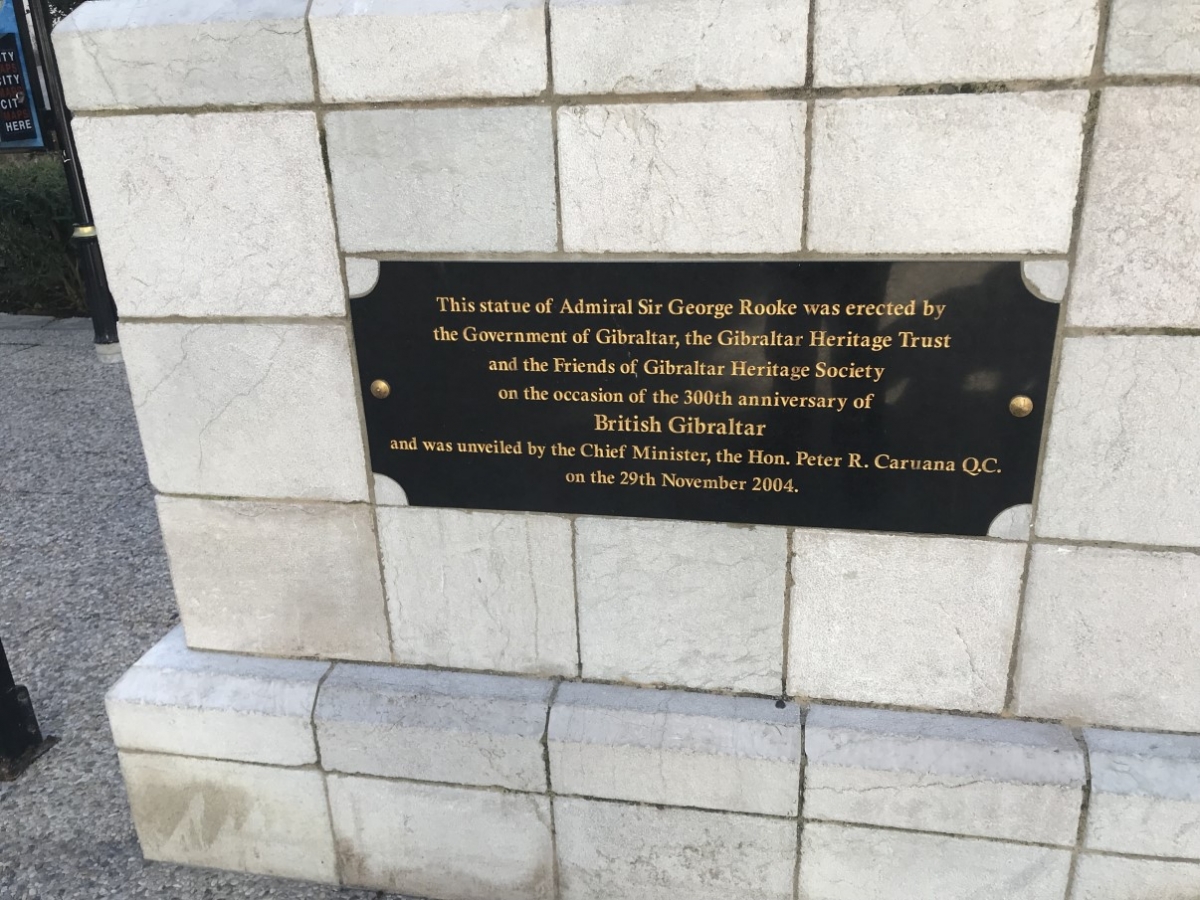 This statue of Admiral Sir George Rooke was erected by
the Government of Gibraltar, the Gibraltar Heritage Trust
and the Friends of Gibraltar Heritage Society
on the occasion of the 300th anniversary of
British Gibraltar
and was unveiled by the Chief Minister, the Hon. Peter R. Caruana Q.C.
on the 29th November 2004.
MAPS
HERE